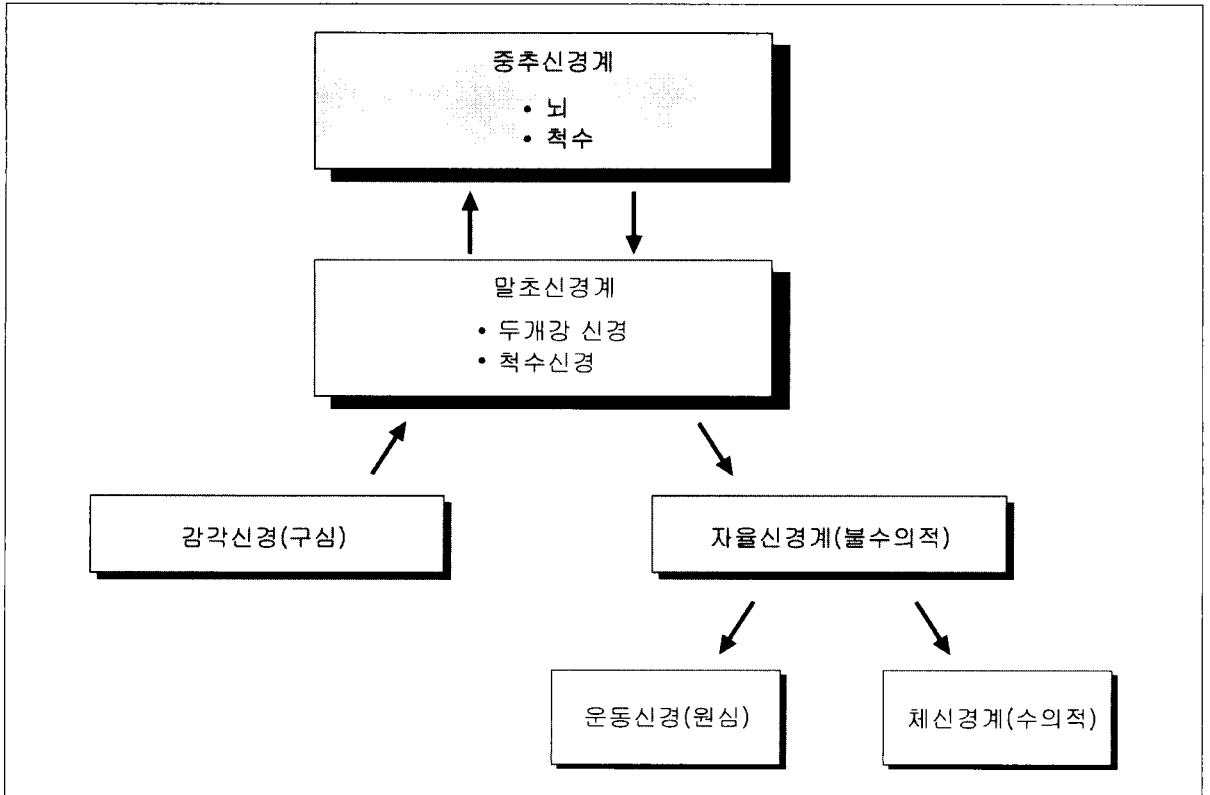 중추신경계
• 뇌
• 척수
말초신경계
• 두개강 신경
• 척수신경
감각신경(구심)
자율신경계(불수의적)
운동신경(원심)
체신경계(수의적)